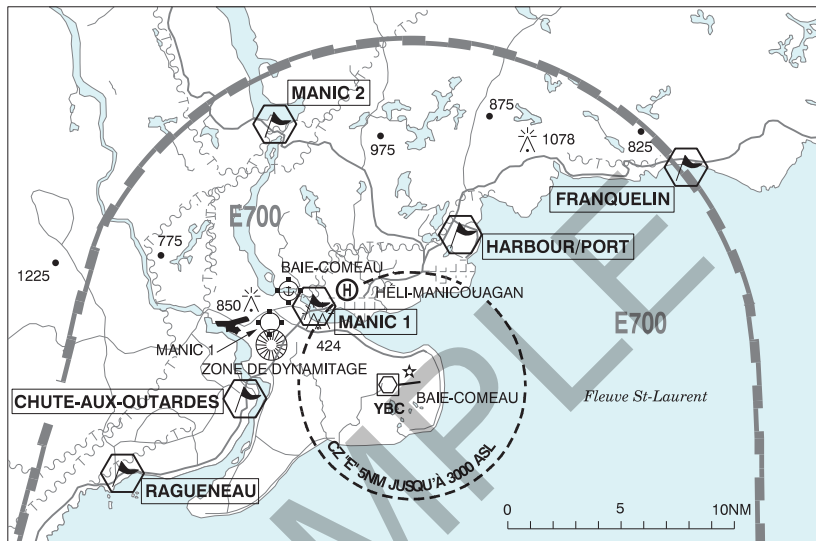 MANIC 2
875
1078
825
975
FRANQUELIN
E700
HARBOUR/PORT
775
1225
BAIE-COMEAU
H
HÉLI-MANICOUAGAN
850
MANIC 1
E700
MANIC 1
424
ZONE DE DYNAMITAGE
CHUTE-AUX-OUTARDES
YBC
BAIE-COMEAU
Fleuve St-Laurent
CZ "E" 5NM JUSQU'À 3000 ASL
RAGUENEAU
0 5 10NM